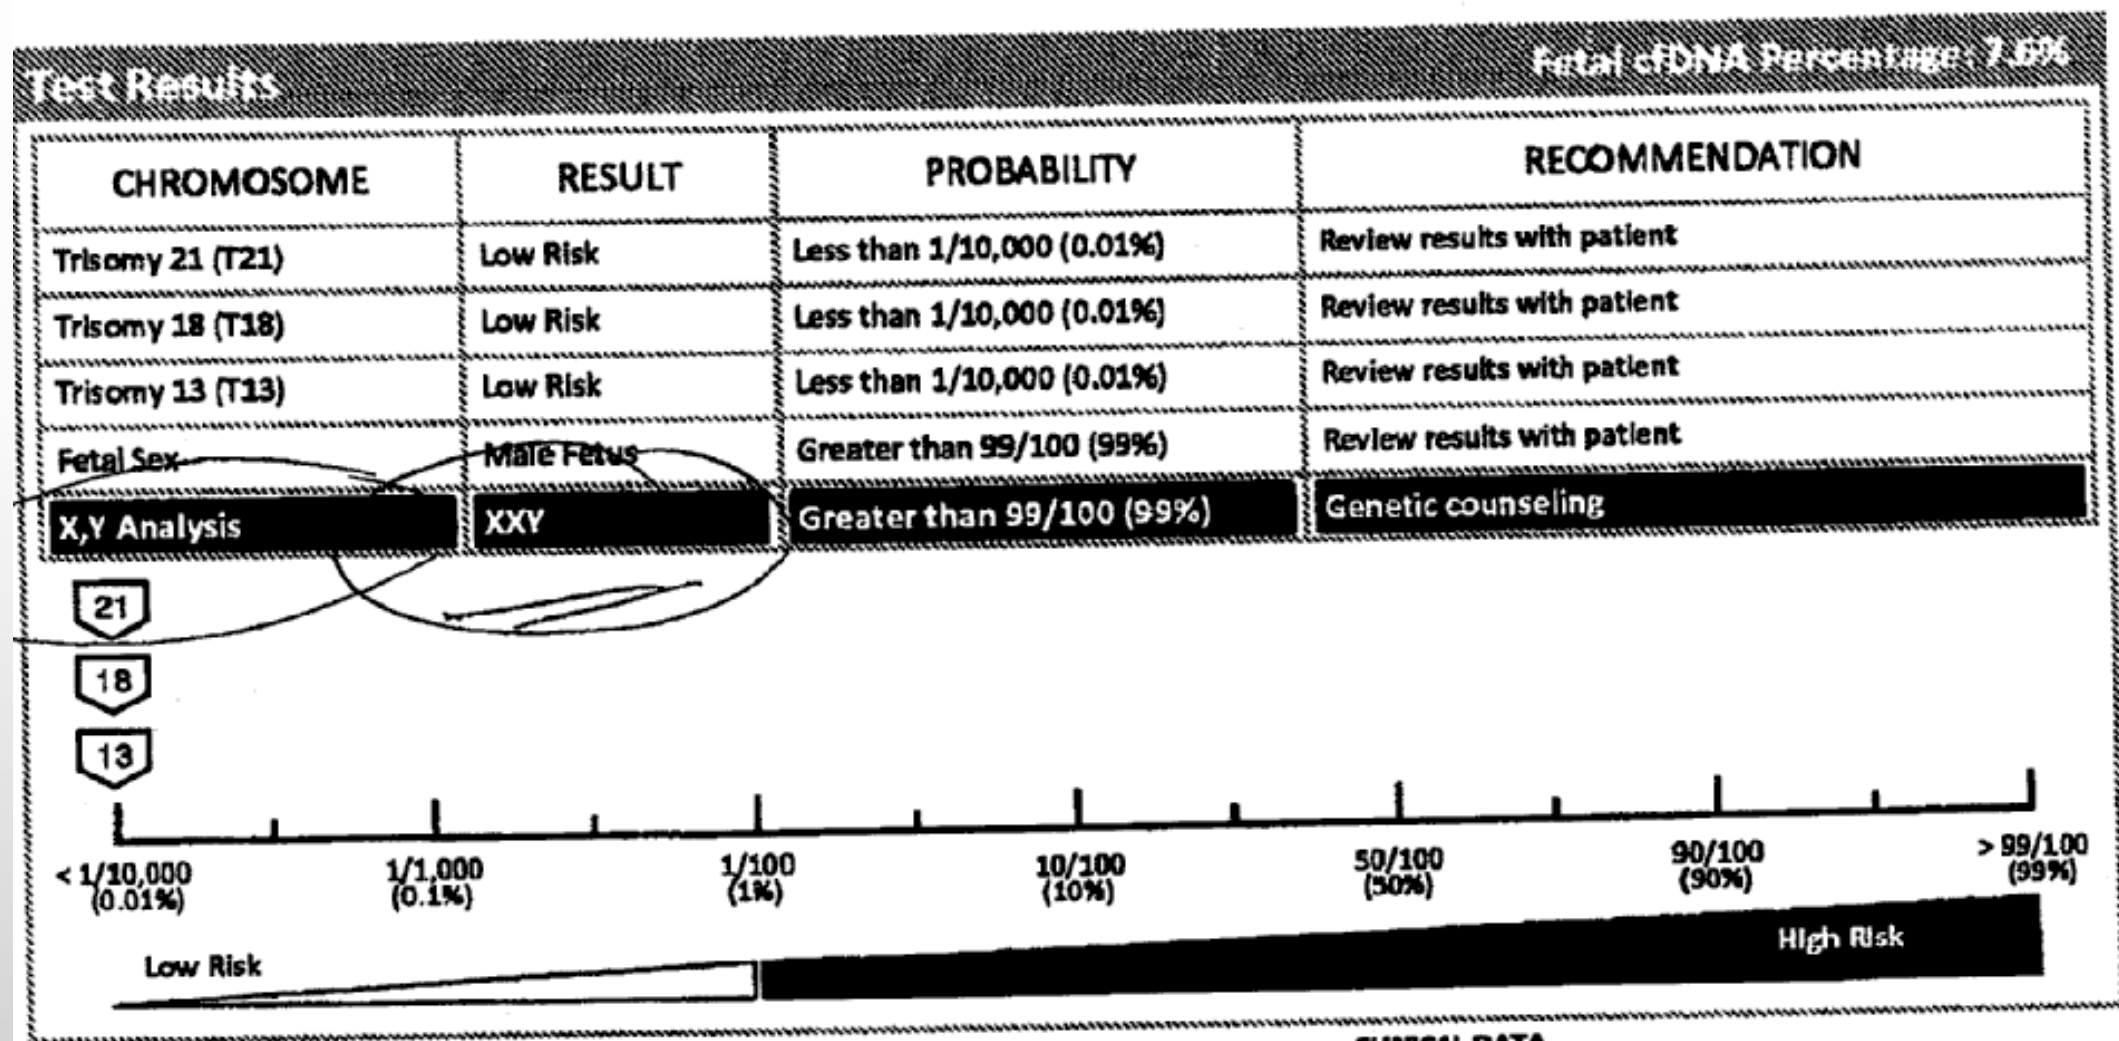 Test Results Fetal cfDNA Percentage: 7.6%
CHROMOSOME RESULT PROBABILITY RECOMMENDATION
Trisomy 21 (T21) Low Risk Less than 1/10,000 (0.01%) Review results with patient
Trisomy 18 (T18) Low Risk Less than 1/10,000 (0.01%) Review results with patient
Trisomy 13 (T13) Low Risk Less than 1/10,000 (0.01%) Review results with patient
Fetal Sex Male Fetus Greater than 99/100 (99%) Review results with patient
X,Y Analysis XXY Greater than 99/100 (99%) Genetic counseling
21
18
13
< 1/10,000 1/1,000 1/100 10/100 50/100 90/100 > 99/100
(0.01%) (0.1%) (1%) (10%) (50%) (90%) (99%)
Low Risk High Risk
CLINICAL DATA